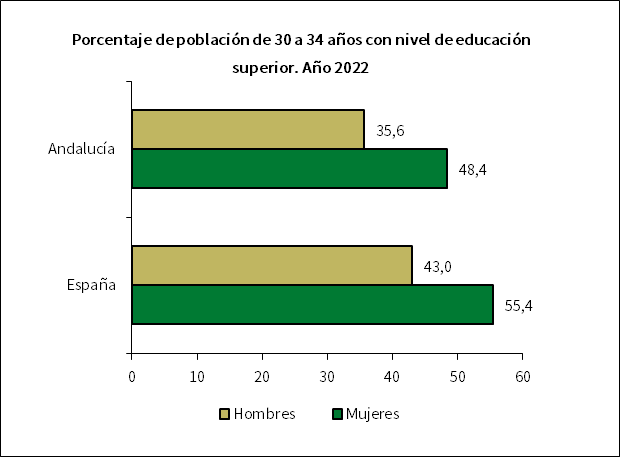 Porcentaje de población de 30 a 34 años con nivel de educación
superior. Año 2022
Andalucía
35,6
48,4
España
43,0
55,4
0 10 20 30 40 50 60
Hombres Mujeres